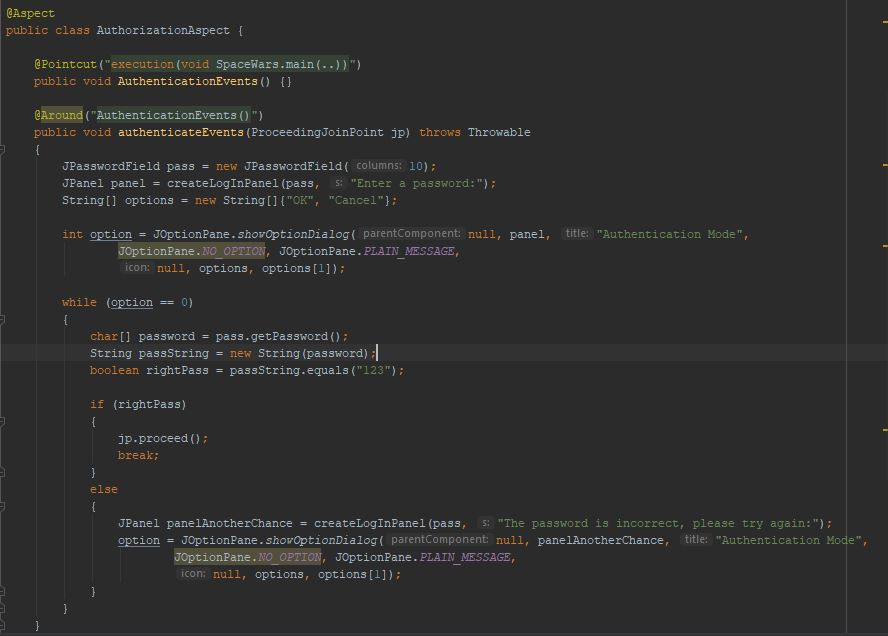 @Aspect
public class AuthorizationAspect {
@Pointcut("execution(void SpaceWars.main(..))")
public void AuthenticationEvents() {}
@Around("AuthenticationEvents()")
public void authenticateEvents(ProceedingJoinPoint jp) throws Throwable
{
JPasswordField pass = new JPasswordField( columns: 10);
JPanel panel = createLogInPanel(pass, s: "Enter a password:");
String[] options = new String[]{"OK", "Cancel"};
int option = JOptionPane.showOptionDialog( parentComponent: null, panel, title: "Authentication Mode",
JOptionPane.NO_OPTION, JOptionPane.PLAIN_MESSAGE,
icon: null, options, options[1]);
while (option == 0)
{
char[] password = pass.getPassword();
String passString = new String(password);
boolean rightPass = passString.equals("123");
if (rightPass)
{
jp.proceed();
break;
}
else
{
JPanel panelAnotherChance = createLogInPanel(pass, s: "The password is incorrect, please try again:");
option = JOptionPane.showOptionDialog( parentComponent: null, panelAnotherChance, title: "Authentication Mode",
JOptionPane.NO_OPTION, JOptionPane.PLAIN_MESSAGE,
icon: null, options, options[1]);
}
}
}